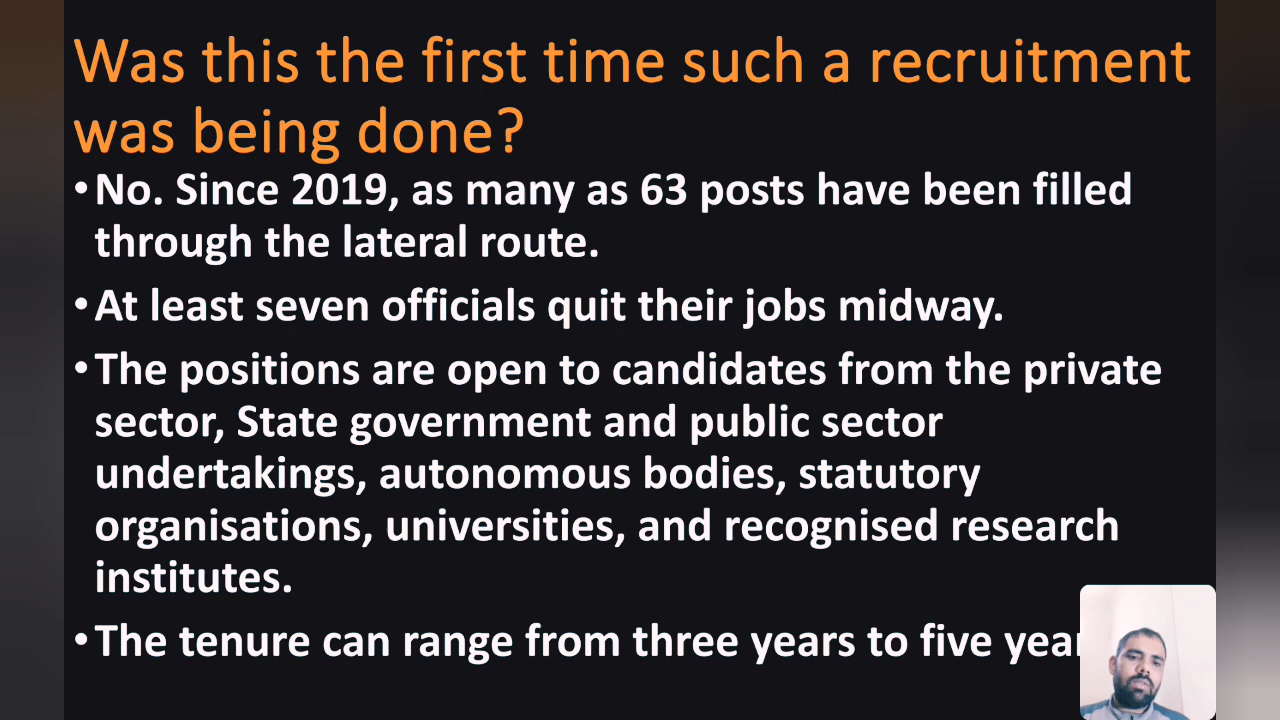 Was this the first time such a recruitment
was being done?
•No. Since 2019, as many as 63 posts have been filled
through the lateral route.
•At least seven officials quit their jobs midway.
•The positions are open to candidates from the private
sector, State government and public sector
undertakings, autonomous bodies, statutory
organisations, universities, and recognised research
institutes.
•The tenure can range from three years to five year